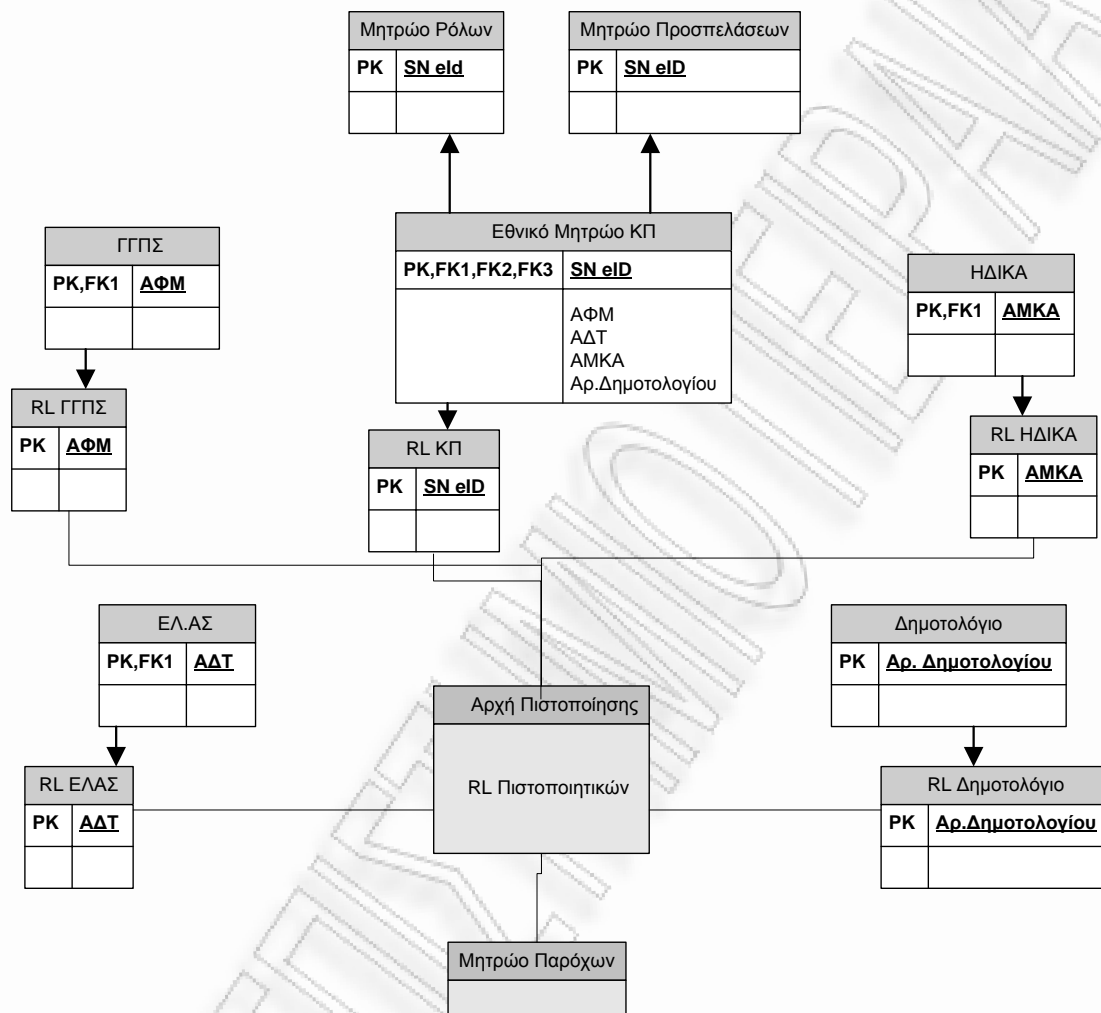 Μητρώο Ρόλων
PK SN eId
Μητρώο Προσπελάσεων
PK SN eID
Εθνικό Μητρώο ΚΠ
PK,FK1,FK2,FK3 SN eID
ΑΦΜ
ΑΔΤ
ΑΜΚΑ
Αρ.Δημοτολογίου
ΓΓΠΣ
PK,FK1 ΑΦΜ
ΗΔΙΚΑ
PK,FK1 ΑΜΚΑ
RL ΓΓΠΣ
PK ΑΦΜ
RL ΚΠ
PK SN eID
RL ΗΔΙΚΑ
PK ΑΜΚΑ
ΕΛ.ΑΣ
PK,FK1 ΑΔΤ
Δημοτολόγιο
PK Αρ. Δημοτολογίου
Αρχή Πιστοποίησης
RL Πιστοποιητικών
RL ΕΛΑΣ
PK ΑΔΤ
RL Δημοτολόγιο
PK Αρ.Δημοτολογίου
Μητρώο Παρόχων